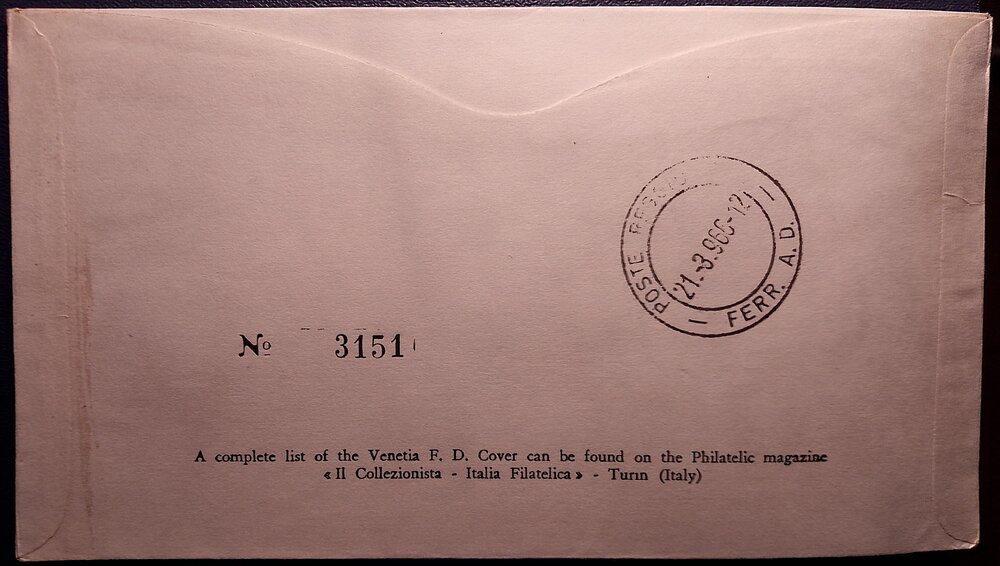 POSTE REGGIO
21.-3.966-12
FERR. A. D.
No 3151
A complete list of the Venetia F. D. Cover can be found on the Philatelic magazine
« Il Collezionista - Italia Filatelica » - Turin (Italy)